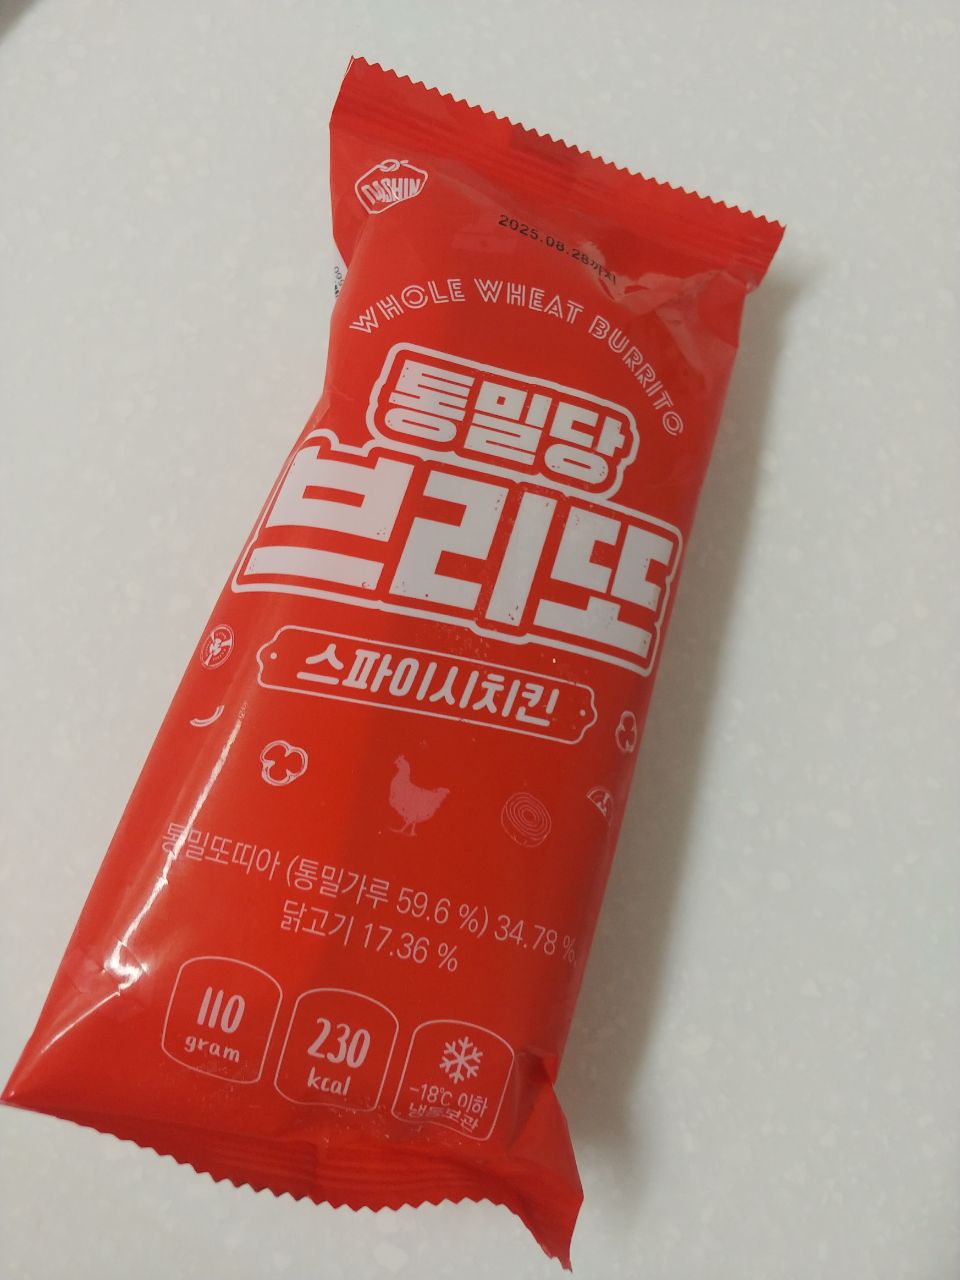 DASHIN
2025.08.28까지
WHOLE WHEAT BURRITO
통밀당
브리또
스파이시치킨
통밀또띠아 (통밀가루 59.6 %) 34.78 %,
닭고기 17.36 %
110
gram
230
kcal
-18℃ 이하
냉동보관